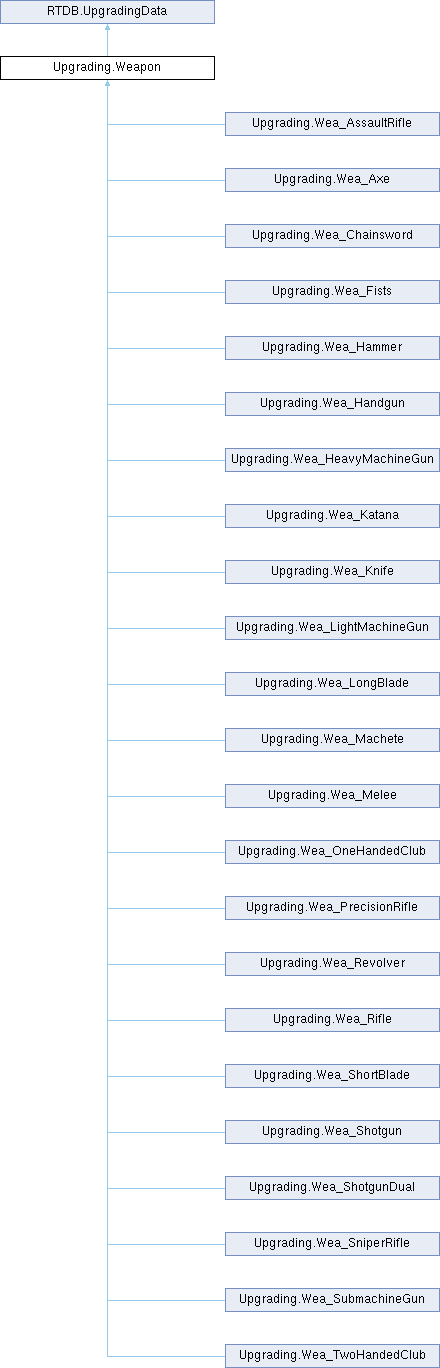 RTDB.UpgradingData
Upgrading.Weapon
Upgrading.Wea_AssaultRifle
Upgrading.Wea_Axe
Upgrading.Wea_Chainsword
Upgrading.Wea_Fists
Upgrading.Wea_Hammer
Upgrading.Wea_Handgun
Upgrading.Wea_HeavyMachineGun
Upgrading.Wea_Katana
Upgrading.Wea_Knife
Upgrading.Wea_LightMachineGun
Upgrading.Wea_LongBlade
Upgrading.Wea_Machete
Upgrading.Wea_Melee
Upgrading.Wea_OneHandedClub
Upgrading.Wea_PrecisionRifle
Upgrading.Wea_Revolver
Upgrading.Wea_Rifle
Upgrading.Wea_ShortBlade
Upgrading.Wea_Shotgun
Upgrading.Wea_ShotgunDual
Upgrading.Wea_SniperRifle
Upgrading.Wea_SubmachineGun
Upgrading.Wea_TwoHandedClub